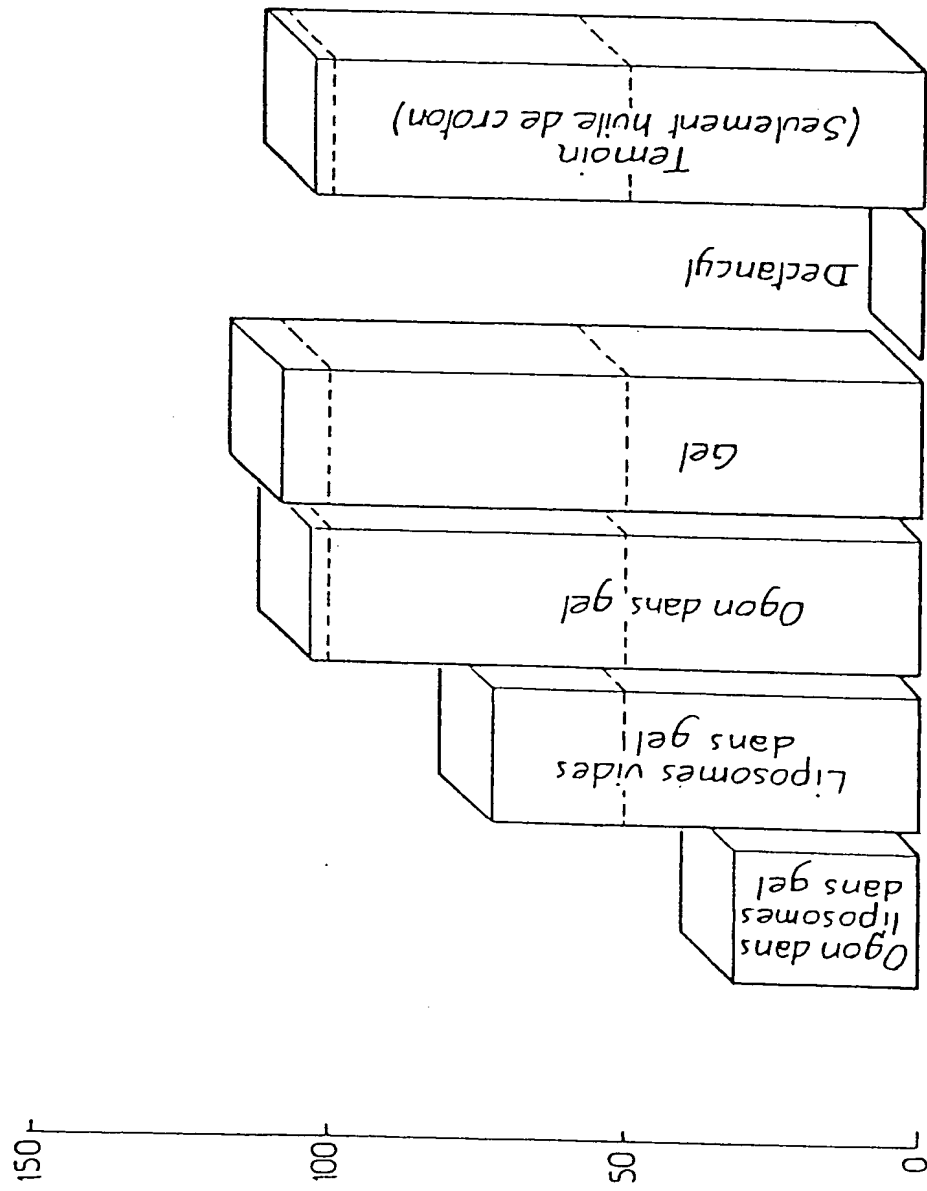 Temoin
(Seulement huile de croton)
Dectancyl
Gel
Ogon dans gel
Liposomes vides
dans gel
Ogon dans
liposomes
dans gel
150
100
50
0